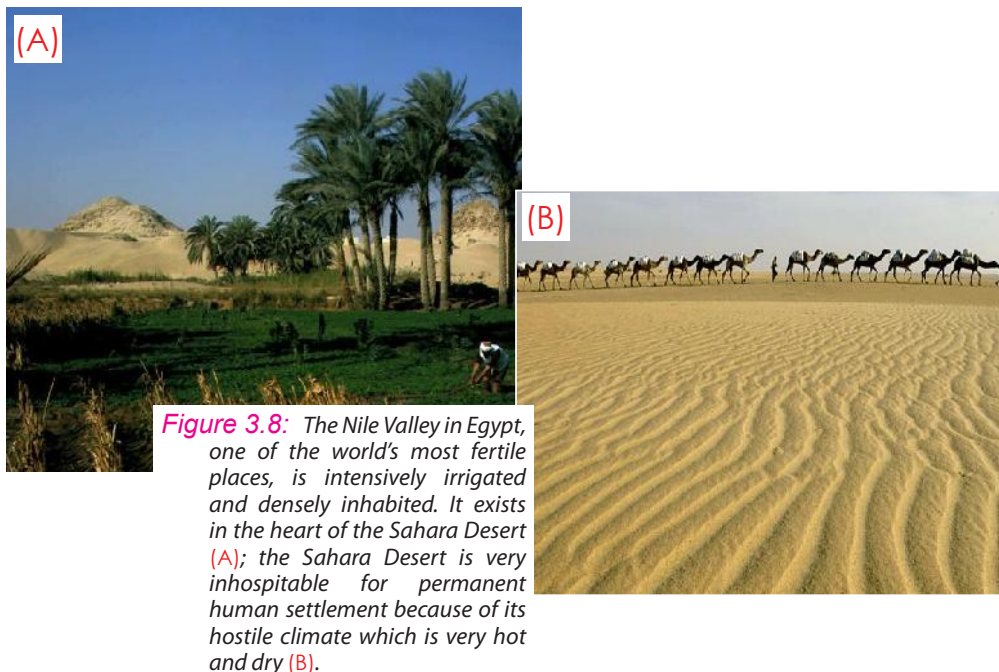 (A)
(B)
Figure 3.8: The Nile Valley in Egypt,
one of the world's most fertile
places, is intensively irrigated
and densely inhabited. It exists
in the heart of the Sahara Desert
(A); the Sahara Desert is very
inhospitable for permanent
human settlement because of its
hostile climate which is very hot
and dry (B).